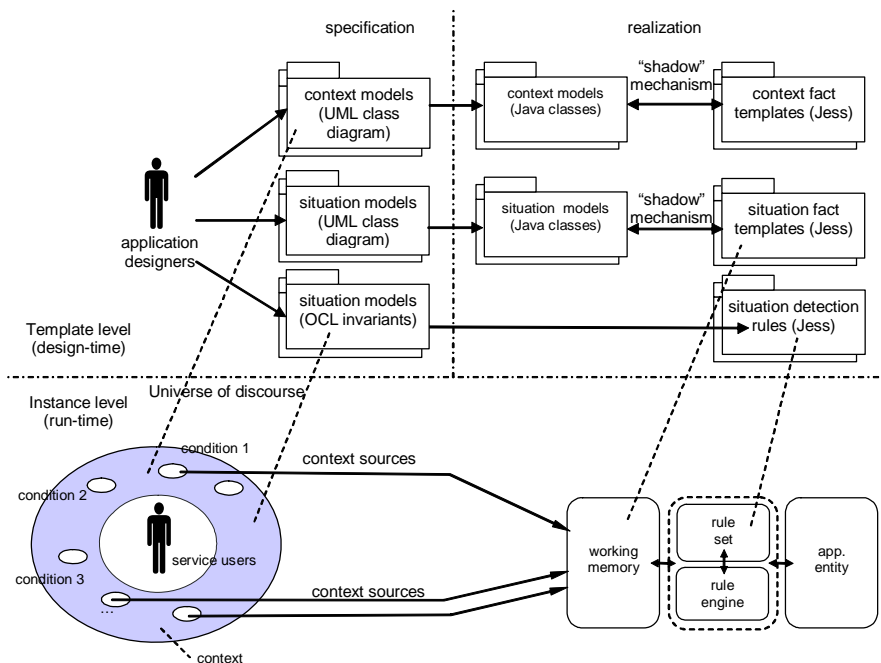 specification
realization
context models
(UML class
diagram)
context models
(Java classes)
“shadow”
mechanism
context fact
templates (Jess)
application
designers
situation models
(UML class
diagram)
situation models
(Java classes)
“shadow”
mechanism
situation fact
templates (Jess)
situation models
(OCL invariants)
situation detection
rules (Jess)
Template level
(design-time)
Universe of discourse
Instance level
(run-time)
condition 1
condition 2
condition 3
...
service users
context
context sources
context sources
working
memory
rule
set
rule
engine
app.
entity